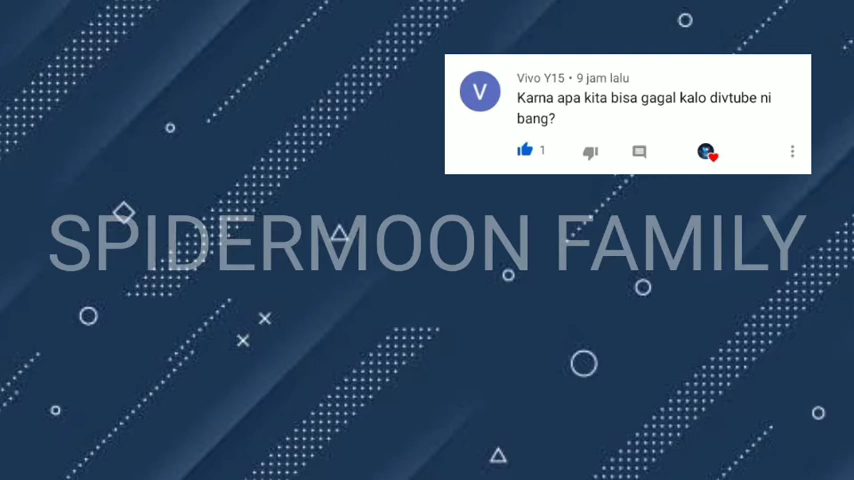 V
Vivo Y15 • 9 jam lalu
Karna apa kita bisa gagal kalo divtube ni
bang?
1
SPIDERMOON FAMILY